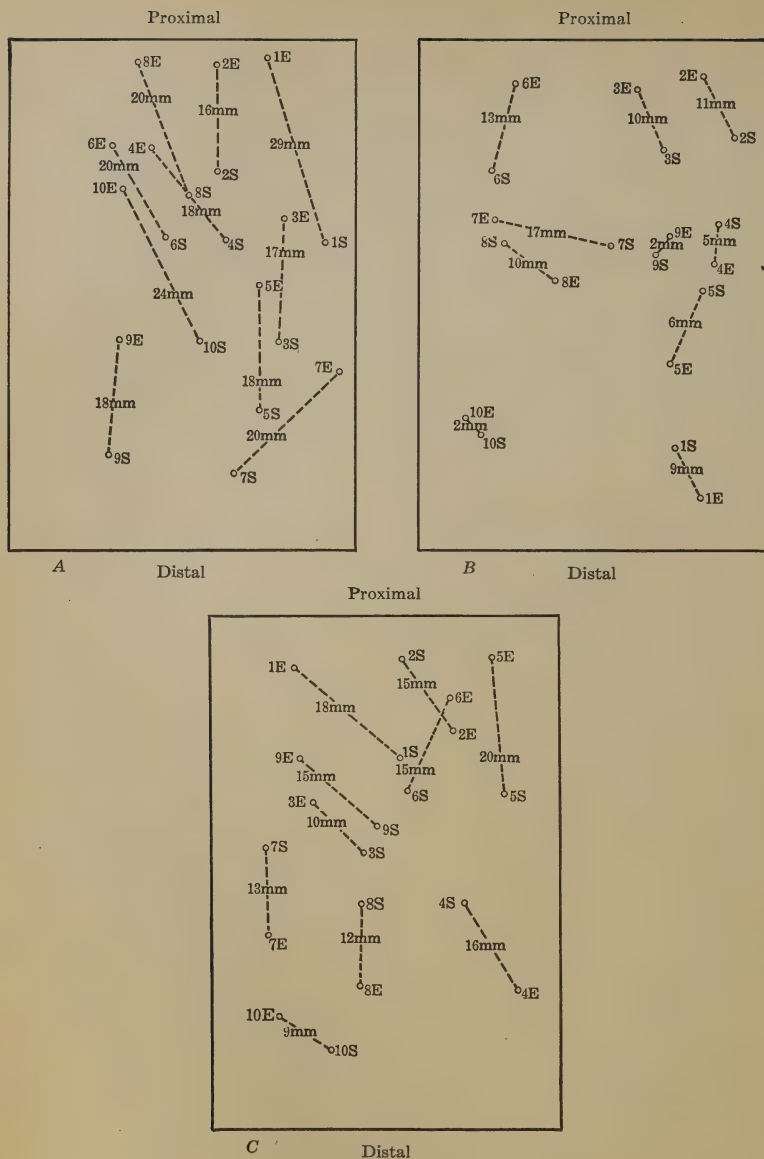 Proximal
8E
2E
1E
20mm
16mm
6E
4E
29mm
20mm
2S
10E
8S
18mm
3E
6S
4S
1S
17mm
5E
24mm
9E
10S
3S
7E
18mm
18mm
5S
20mm
9S
7S
A
Distal
Proximal
6E
3E
2E
13mm
10mm
11mm
2S
6S
3S
7E
17mm
9E
4S
8S
7S
2mm
5mm
10mm
9S
4E
8E
5S
6mm
5E
10E
2mm
10S
1S
9mm
1E
B
Distal
Proximal
1E
2S
5E
15mm
6E
18mm
2E
9E
1S
20mm
15mm
15mm
3E
6S
5S
10mm
9S
7S
3S
13mm
8S
4S
7E
12mm
16mm
8E
4E
10E
9mm
10S
C
Distal